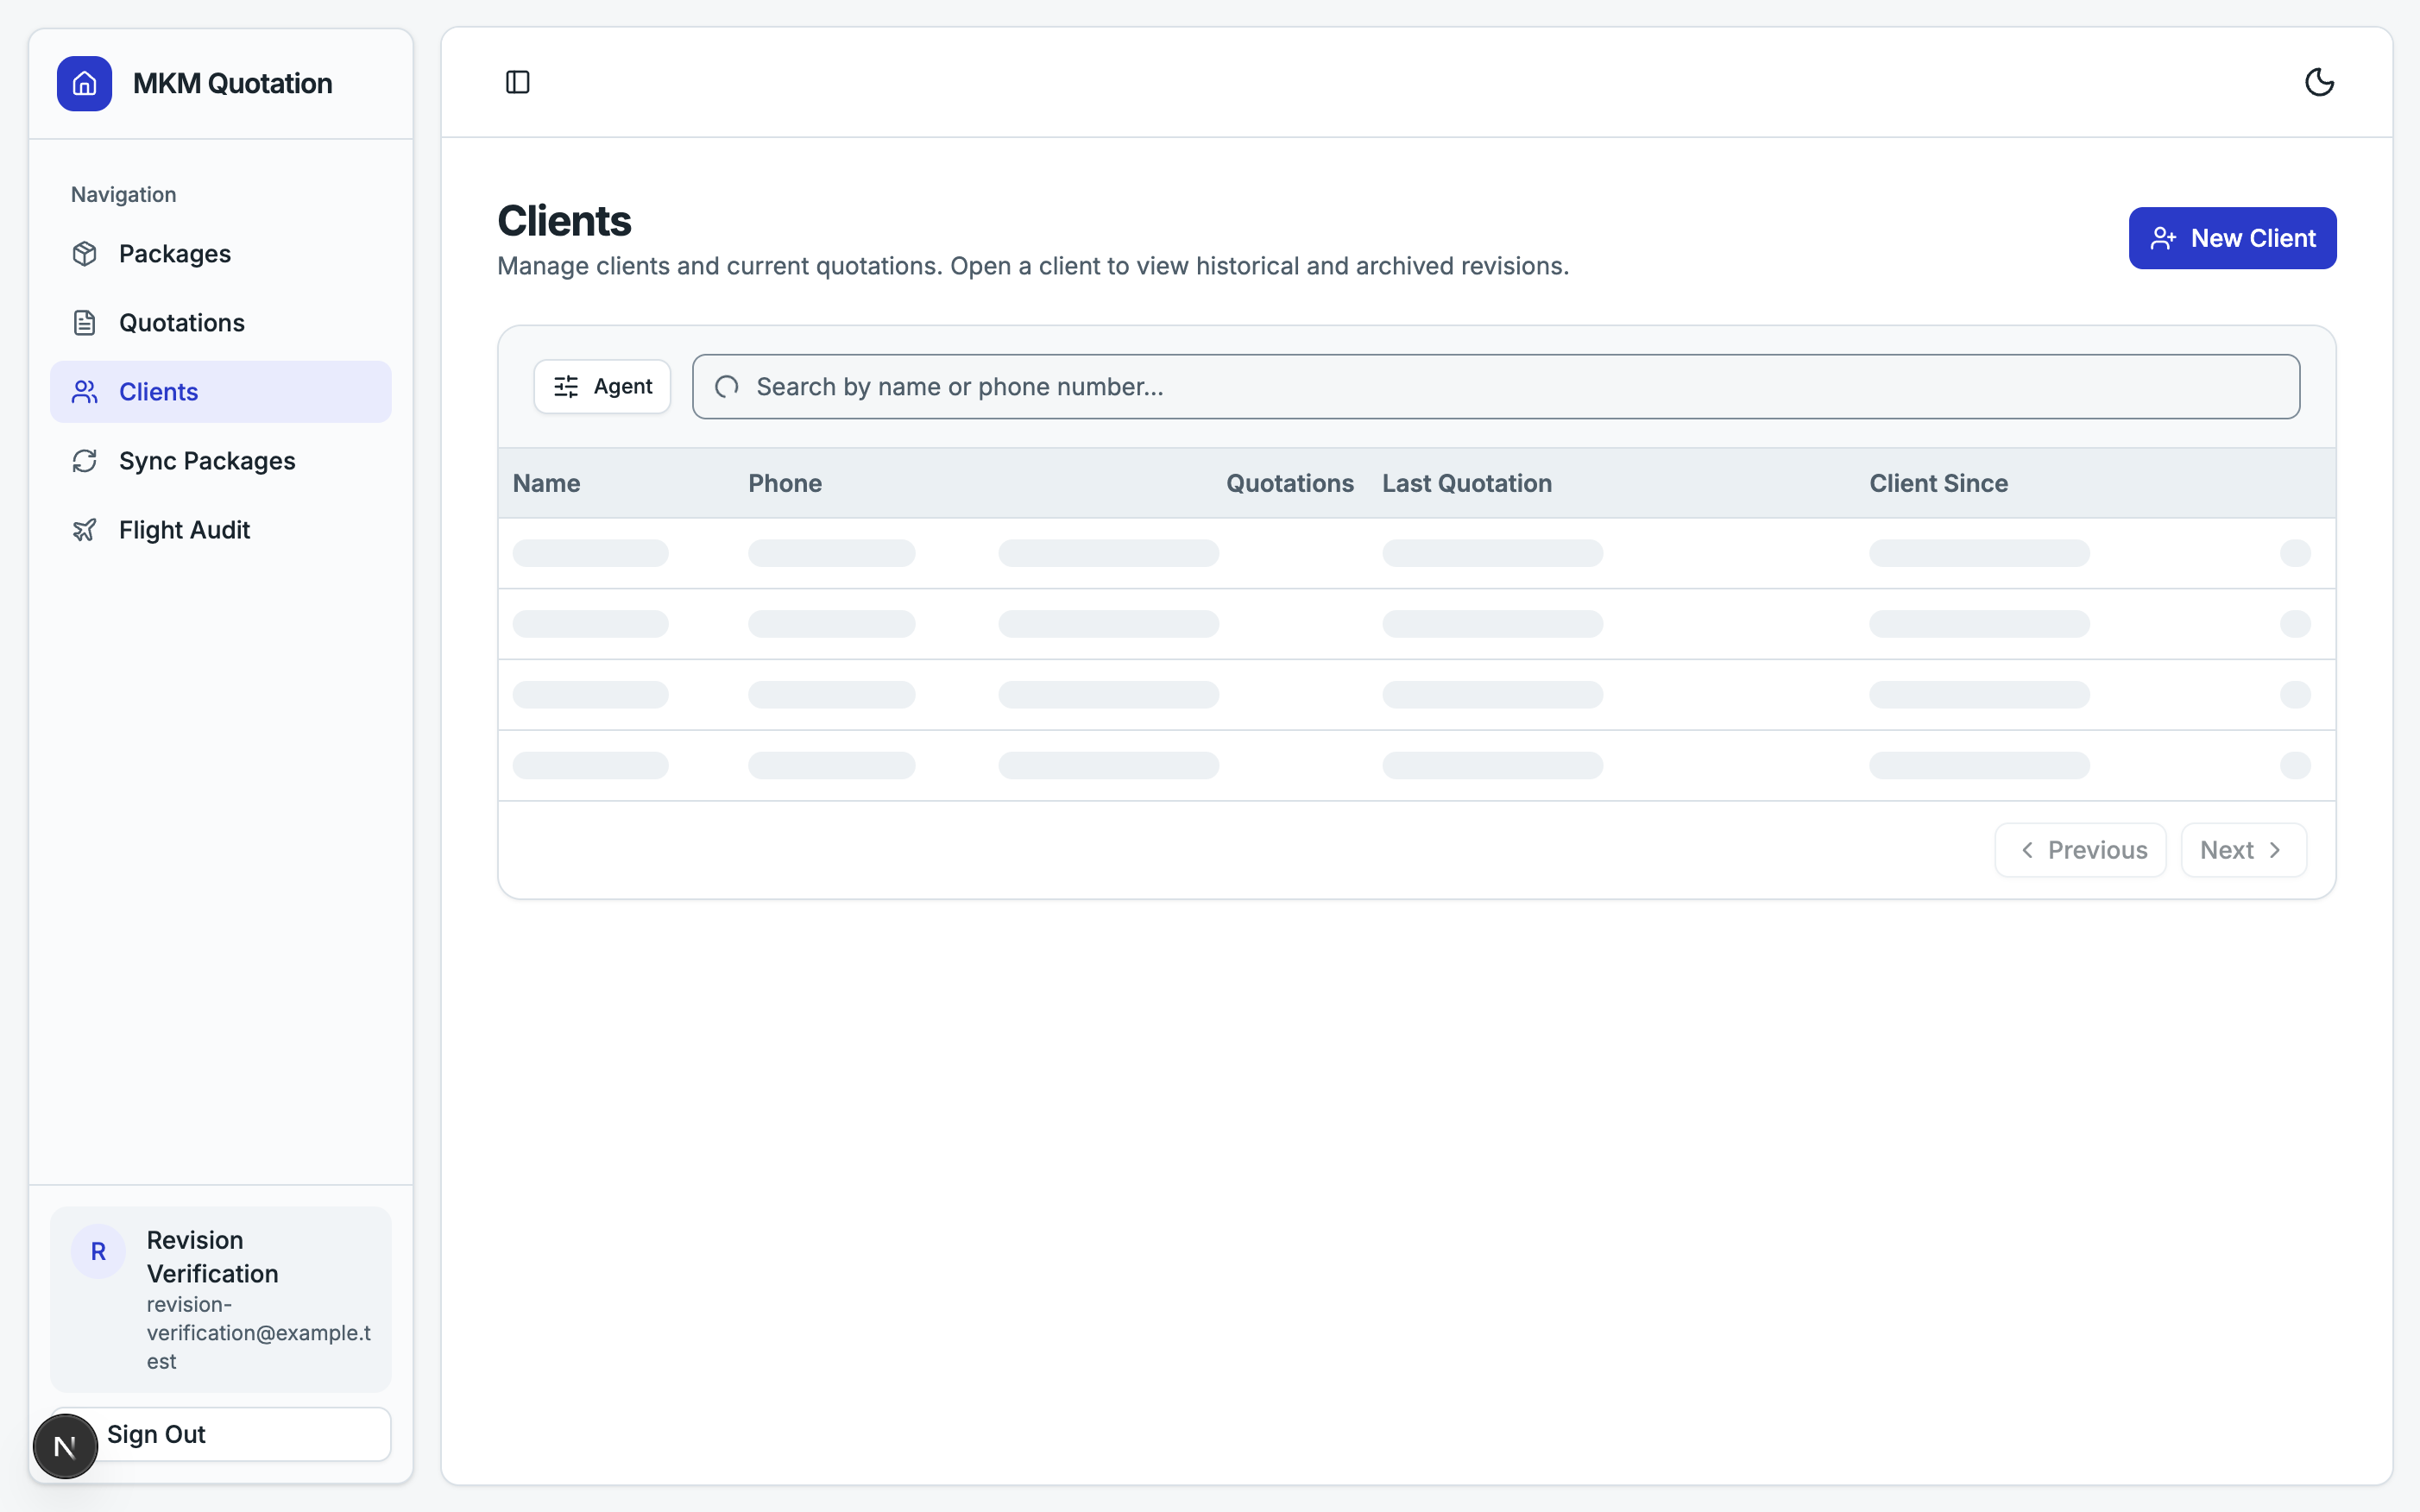 MKM Quotation
Navigation
Packages
Quotations
Clients
Sync Packages
Flight Audit
R
Revision
Verification
revision-
verification@example.t
est
Sign Out
N
Clients
Manage clients and current quotations. Open a client to view historical and archived revisions.
New Client
Agent
Search by name or phone number...
Name Phone Quotations Last Quotation Client Since
Previous Next